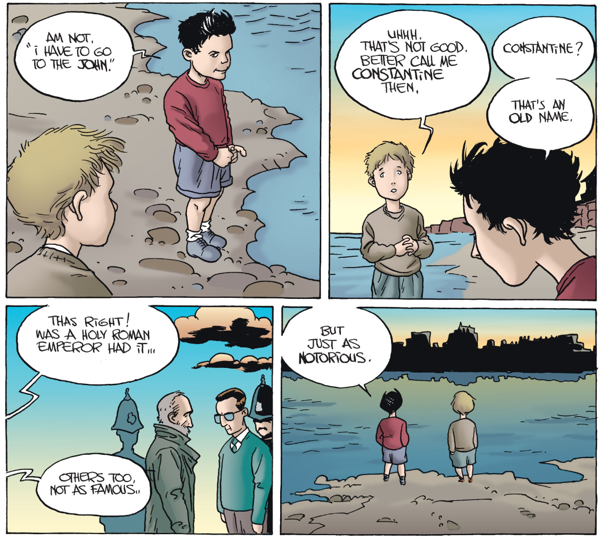 AM NOT.
"I HAVE TO GO
TO THE JOHN."
UHHH.
THAT'S NOT GOOD.
BETTER CALL ME
CONSTANTINE
THEN.
CONSTANTINE?
THAT'S AN
OLD NAME.
THAS RIGHT!
WAS A HOLY ROMAN
EMPEROR HAD IT...
OTHERS TOO,
NOT AS FAMOUS...
BUT
JUST AS
NOTORIOUS.